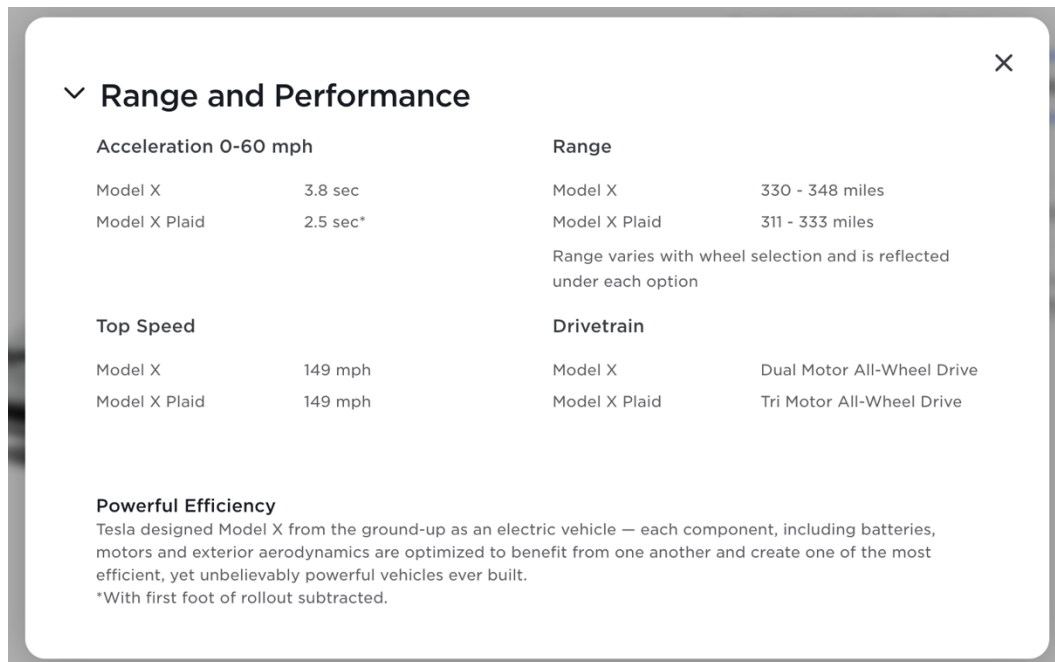 Range and Performance
Acceleration 0-60 mph
Model X 3.8 sec
Model X Plaid 2.5 sec*
Range
Model X 330 - 348 miles
Model X Plaid 311 - 333 miles
Range varies with wheel selection and is reflected
under each option
Top Speed
Model X 149 mph
Model X Plaid 149 mph
Drivetrain
Model X Dual Motor All-Wheel Drive
Model X Plaid Tri Motor All-Wheel Drive
Powerful Efficiency
Tesla designed Model X from the ground-up as an electric vehicle — each component, including batteries,
motors and exterior aerodynamics are optimized to benefit from one another and create one of the most
efficient, yet unbelievably powerful vehicles ever built.
*With first foot of rollout subtracted.